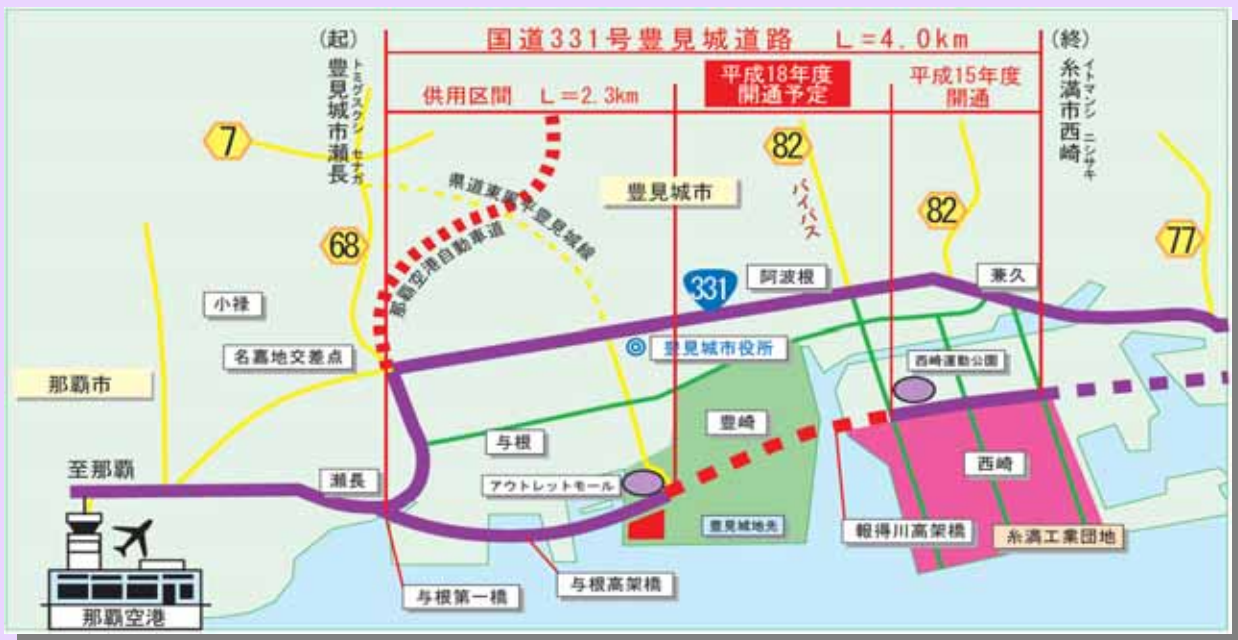 国道331号豊見城道路 L=4.0km
(起)
豊見城市瀬長
トミグスクシ セナガ
(終)
糸満市西崎
イトマンシ ニシザキ
供用区間 L=2.3km
平成18年度
開通予定
平成15年度
開通
7
68
82
バイパス
82
77
豊見城市
県道東風平豊見城線
那覇空港自動車道
331
阿波根
兼久
小禄
名嘉地交差点
豊見城市役所
西崎運動公園
那覇市
豊崎
与根
西崎
至那覇
瀬長
アウトレットモール
豊見城地先
報得川高架橋
糸満工業団地
与根高架橋
与根第一橋
那覇空港